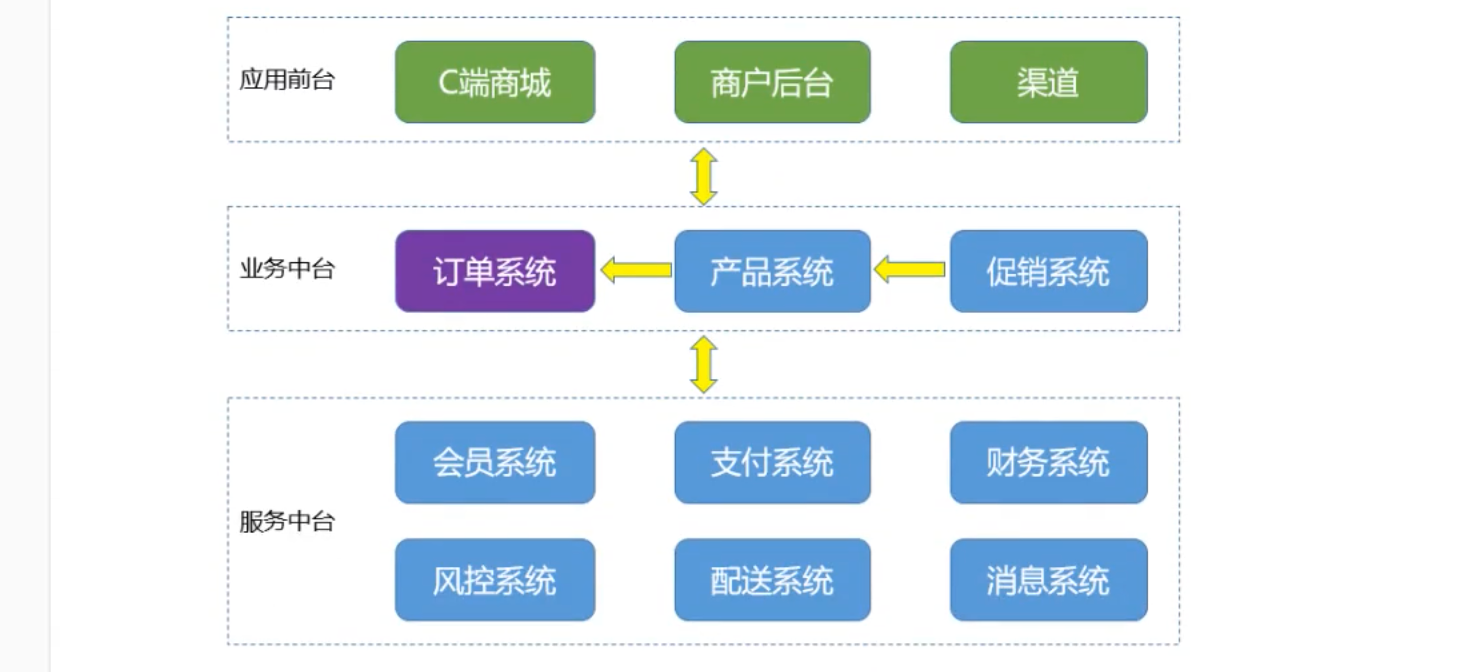 应用前台
C端商城
商户后台
渠道
业务中台
订单系统
产品系统
促销系统
服务中台
会员系统
支付系统
财务系统
风控系统
配送系统
消息系统